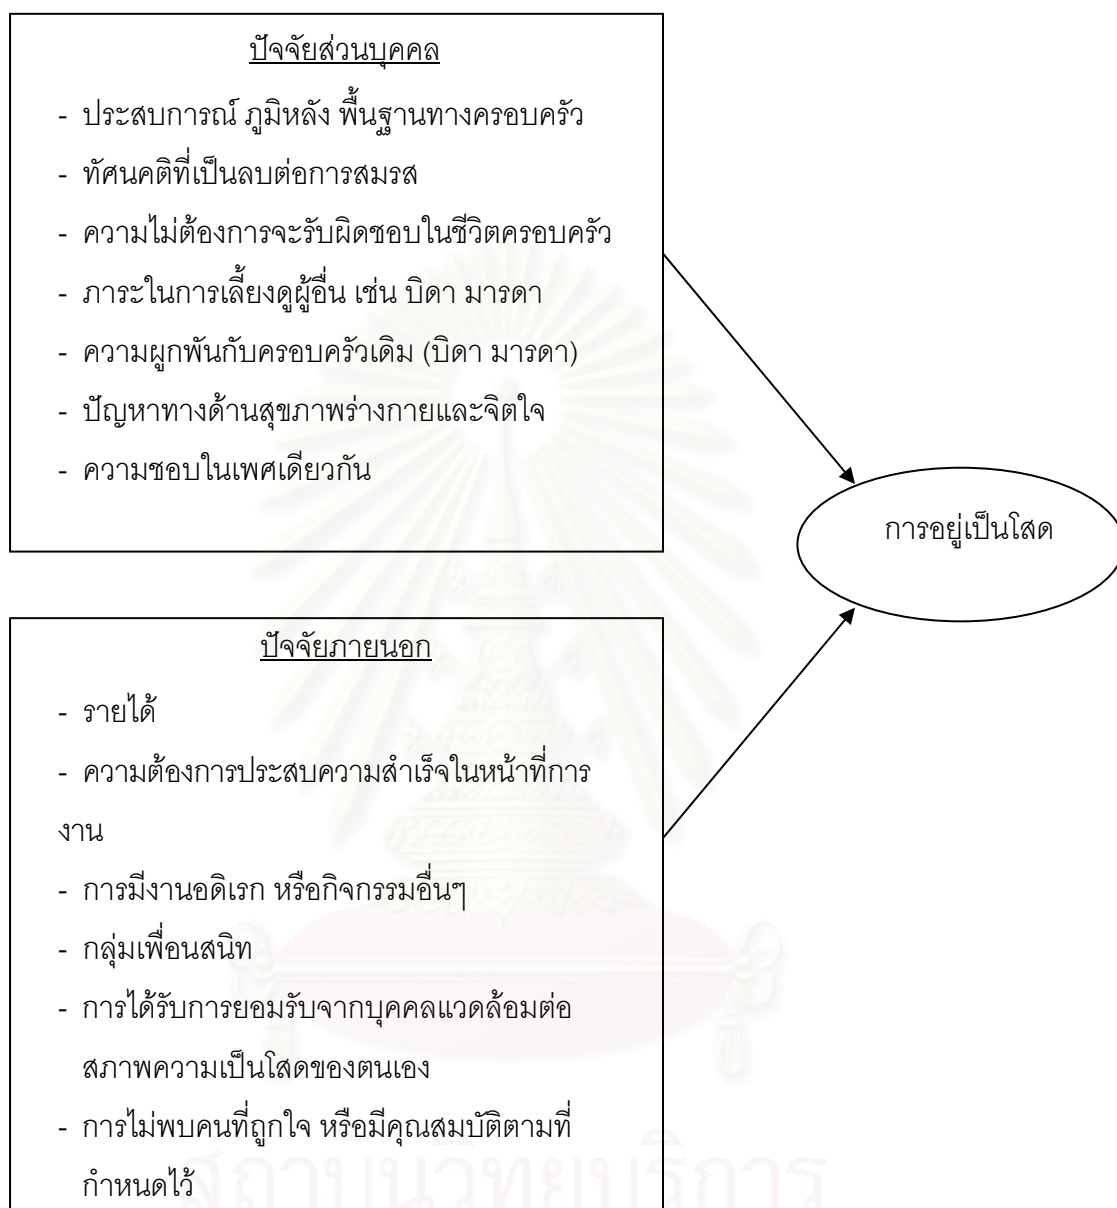 ปัจจัยส่วนบุคคล
- ประสบการณ์ ภูมิหลัง พื้นฐานทางครอบครัว
- ทัศนคติที่เป็นลบต่อการสมรส
- ความไม่ต้องการจะรับผิดชอบในชีวิตครอบครัว
- ภาระในการเลี้ยงดูผู้อื่น เช่น บิดา มารดา
- ความผูกพันกับครอบครัวเดิม (บิดา มารดา)
- ปัญหาทางด้านสุขภาพร่างกายและจิตใจ
- ความชอบในเพศเดียวกัน
การอยู่เป็นโสด
ปัจจัยภายนอก
- รายได้
- ความต้องการประสบความสำเร็จในหน้าที่การ
งาน
- การมีงานอดิเรก หรือกิจกรรมอื่นๆ
- กลุ่มเพื่อนสนิท
- การได้รับการยอมรับจากบุคคลแวดล้อมต่อ
สภาพความเป็นโสดของตนเอง
- การไม่พบคนที่ถูกใจ หรือมีคุณสมบัติตามที่
กำหนดไว้
สถาบันวิทยบริการ